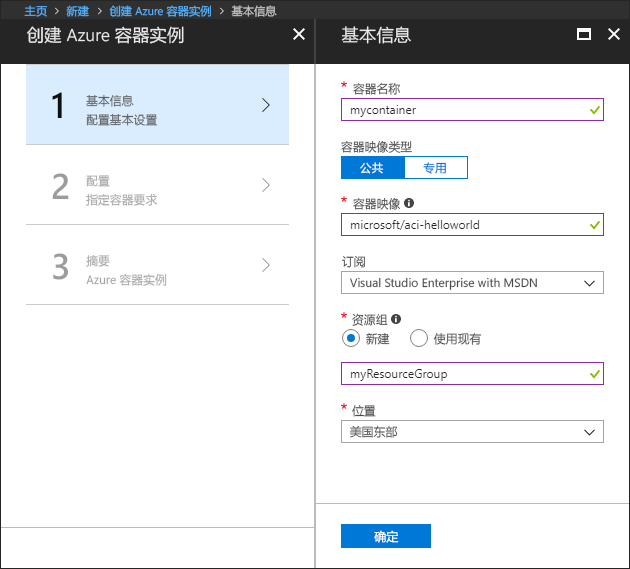 主页 > 新建 > 创建 Azure 容器实例 > 基本信息
创建 Azure 容器实例
1
基本信息
配置基本设置
2
配置
指定容器要求
3
摘要
Azure 容器实例
基本信息
* 容器名称
mycontainer
容器映像类型
公共 专用
* 容器映像
microsoft/aci-helloworld
订阅
Visual Studio Enterprise with MSDN
* 资源组
新建 使用现有
myResourceGroup
* 位置
美国东部
确定